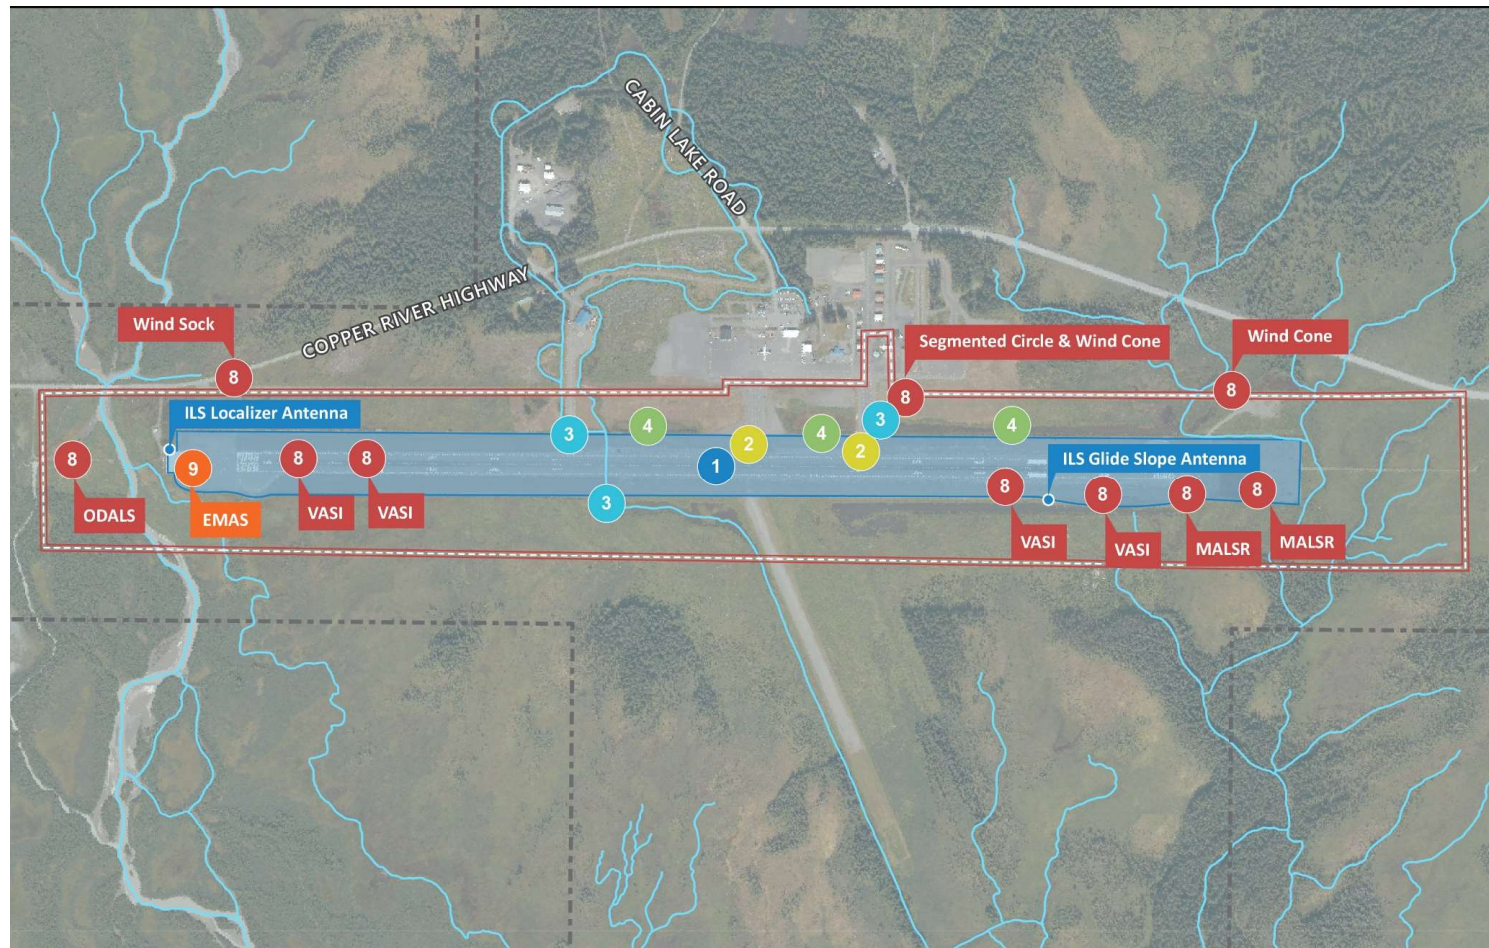 CABIN LAKE ROAD
COPPER RIVER HIGHWAY
Wind Sock
8
Segmented Circle & Wind Cone
8
Wind Cone
8
ILS Localizer Antenna
3
4
4
3
4
2
2
1
8
ODALS
9
EMAS
8
VASI
8
VASI
3
ILS Glide Slope Antenna
8
VASI
8
VASI
8
MALSR
8
MALSR